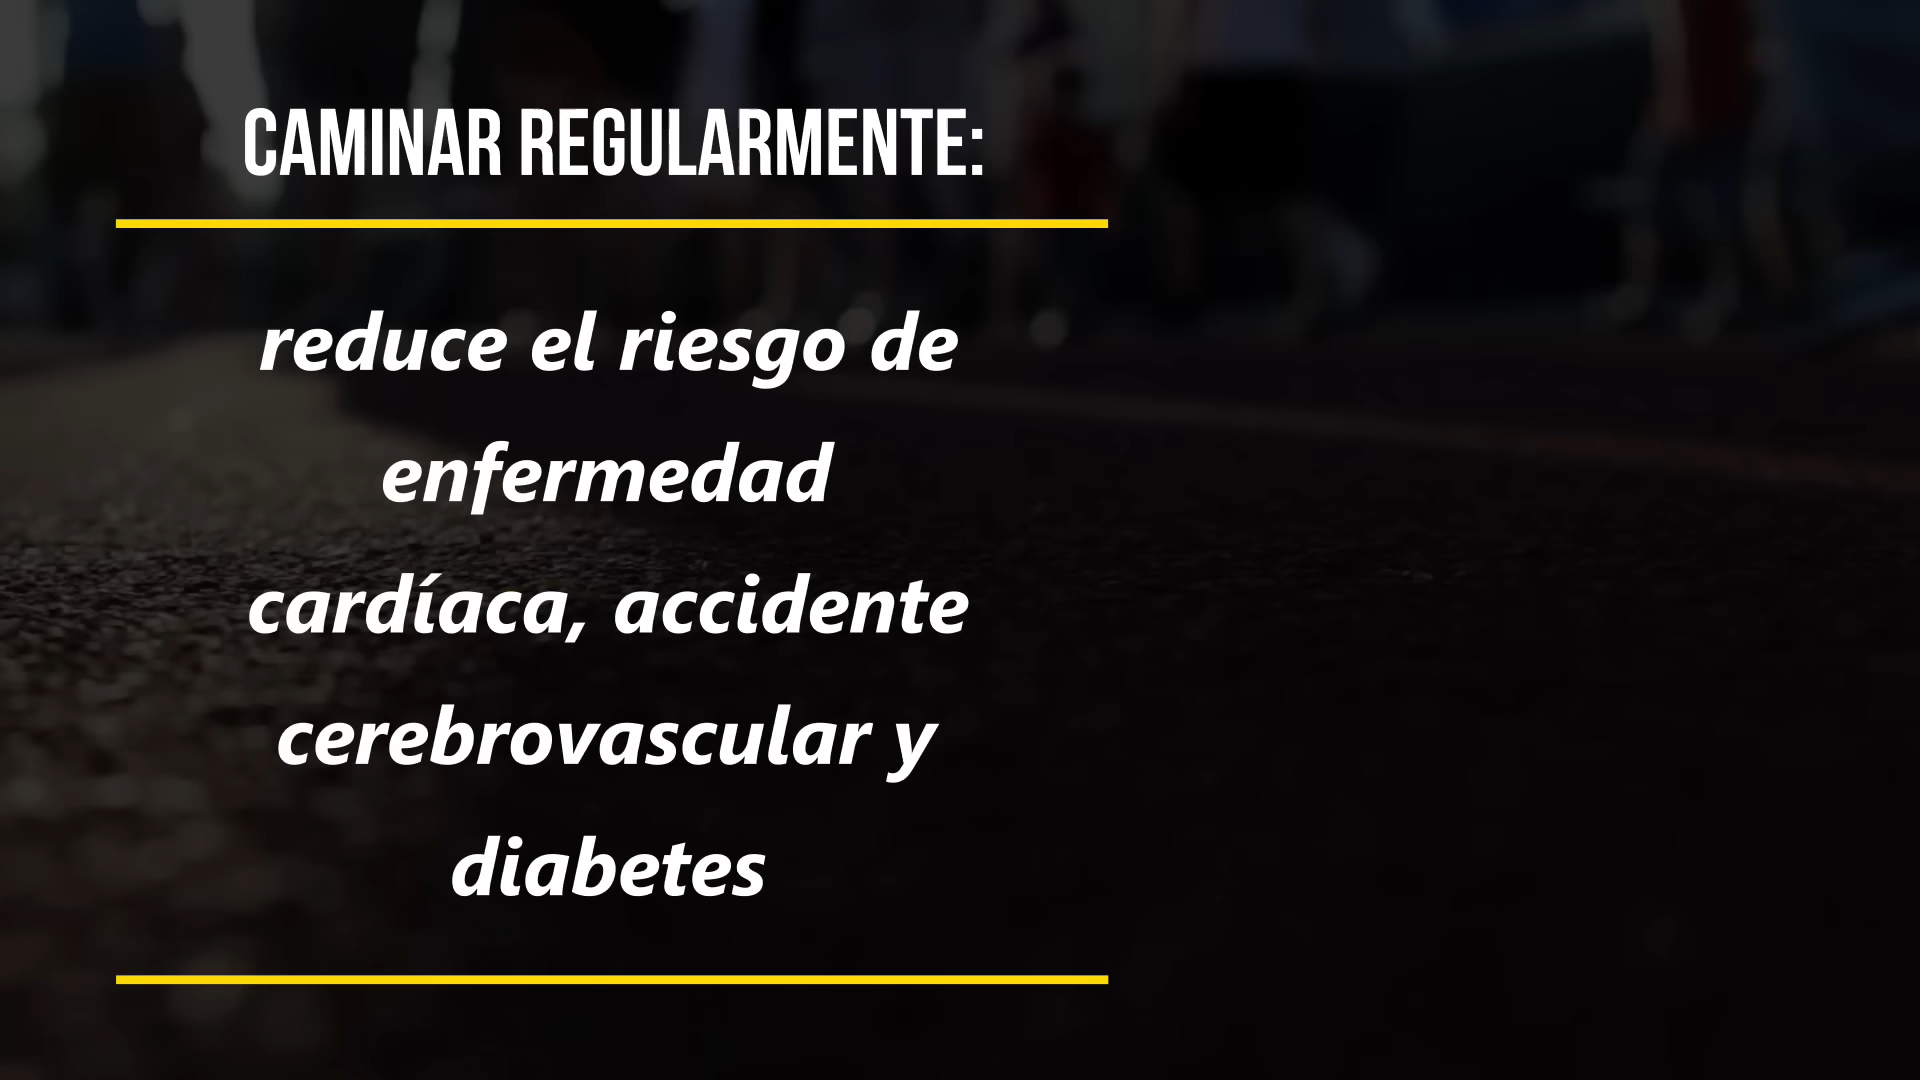 CAMINAR REGULARMENTE:
reduce el riesgo de
enfermedad
cardíaca, accidente
cerebrovascular y
diabetes